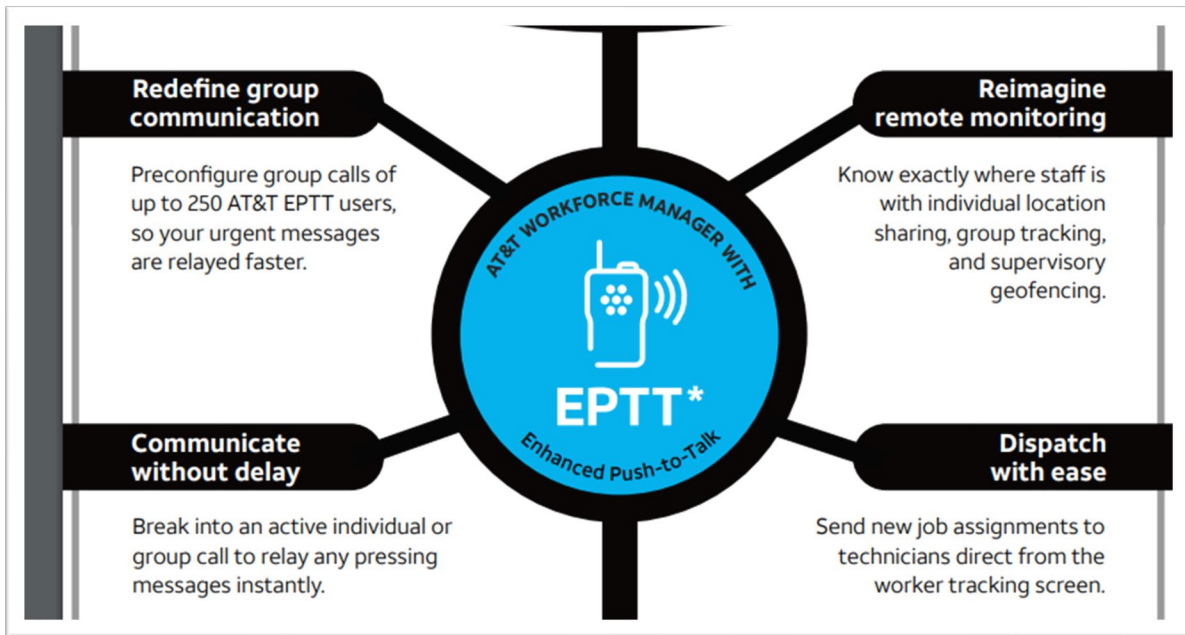 Redefine group
communication
Preconfigure group calls of
up to 250 AT&T EPTT users,
so your urgent messages
are relayed faster.
Reimagine
remote monitoring
Know exactly where staff is
with individual location
sharing, group tracking,
and supervisory
geofencing.
AT&T WORKFORCE MANAGER WITH
EPTT*
Enhanced Push-to-Talk
Communicate
without delay
Break into an active individual or
group call to relay any pressing
messages instantly.
Dispatch
with ease
Send new job assignments to
technicians direct from the
worker tracking screen.